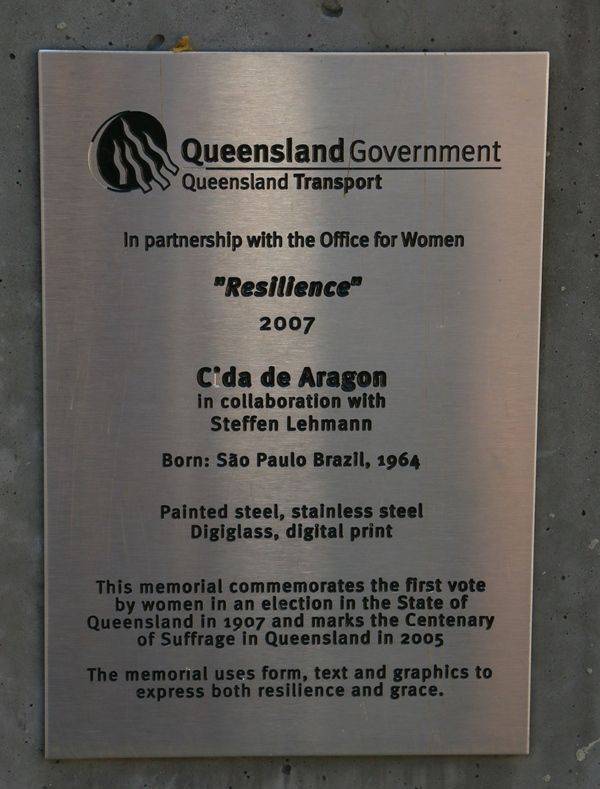 Queensland Government
Queensland Transport
In partnership with the Office for Women
"Resilience"
2007
Cida de Aragon
in collaboration with
Steffen Lehmann
Born: São Paulo Brazil, 1964
Painted steel, stainless steel
Digiglass, digital print
This memorial commemorates the first vote
by women in an election in the State of
Queensland in 1907 and marks the Centenary
of Suffrage in Queensland in 2005
The memorial uses form, text and graphics to
express both resilience and grace.